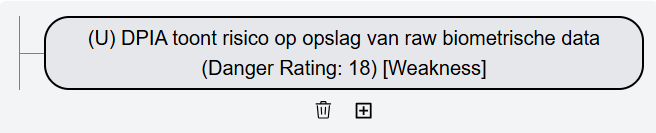 (U) DPIA toont risico op opslag van raw biometrische data
(Danger Rating: 18) [Weakness]